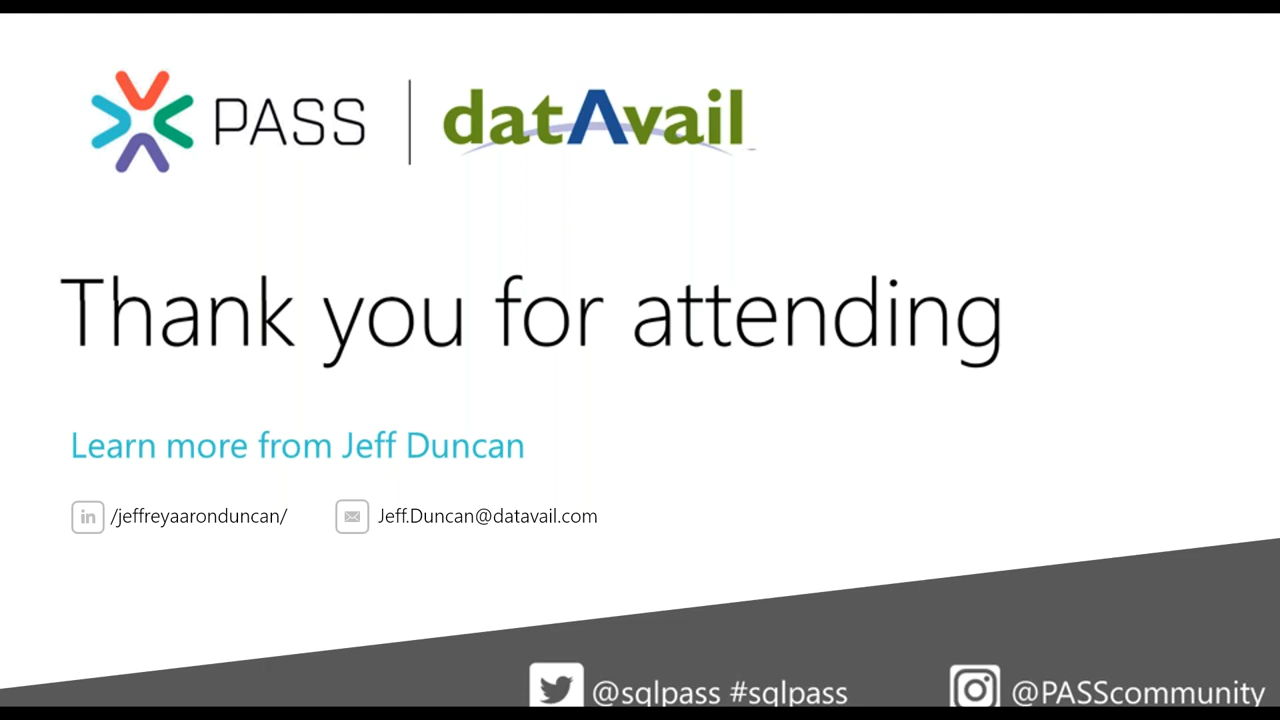 PASS
datAvail
Thank you for attending
Learn more from Jeff Duncan
in /jeffreyaaronduncan/ Jeff.Duncan@datavail.com
@sqlpass #sqlpass @PASScommunity